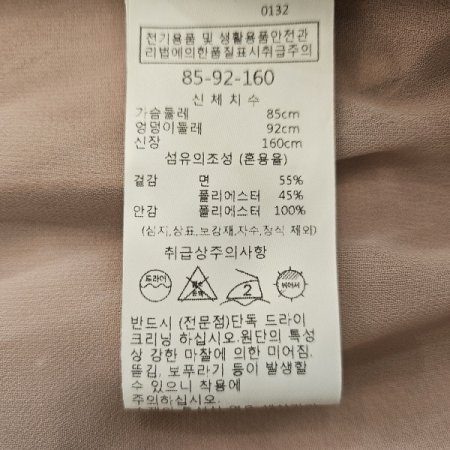 0132
전기용품 및 생활용품안전관
리법에의한품질표시취급주의
85-92-160
신체치수
가슴둘레 85cm
엉덩이둘레 92cm
신장 160cm
섬유의조성 (혼용율)
겉감 면 55%
폴리에스터 45%
안감 폴리에스터 100%
(심지,상표,보강재,자수,장식 제외)
취급상주의사항
드라이 2
반드시 (전문점)단독 드라이
크리닝 하십시오.원단의 특성
상 강한 마찰에 의한 미어짐.
뜯김. 보푸라기 등이 발생할
수 있으니 착용에
주의하십시오.